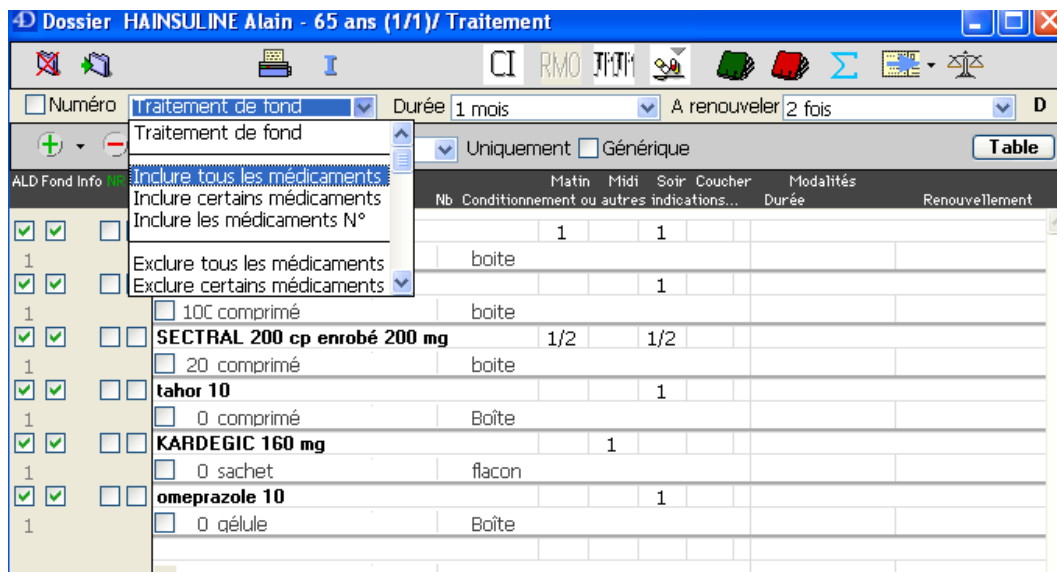 Dossier HAINSULINE Alain - 65 ans (1/1)/ Traitement
I CI RMO Σ
Numéro Traitement de fond Durée 1 mois A renouveler 2 fois D
Traitement de fond
Uniquement Générique Table
Inclure tous les médicaments
Inclure certains médicaments
Inclure les médicaments N°
Exclure tous les médicaments
Exclure certains médicaments
ALD Fond Info NR Matin Midi Soir Coucher Modalités
Nb Conditionnement ou autres indications... Durée Renouvellement
1 1
1 boite
1
1 10C comprimé boite
SECTRAL 200 cp enrobé 200 mg 1/2 1/2
1 20 comprimé boite
tahor 10 1
1 0 comprimé Boîte
KARDEGIC 160 mg 1
1 0 sachet flacon
omeprazole 10 1
1 0 gélule Boîte